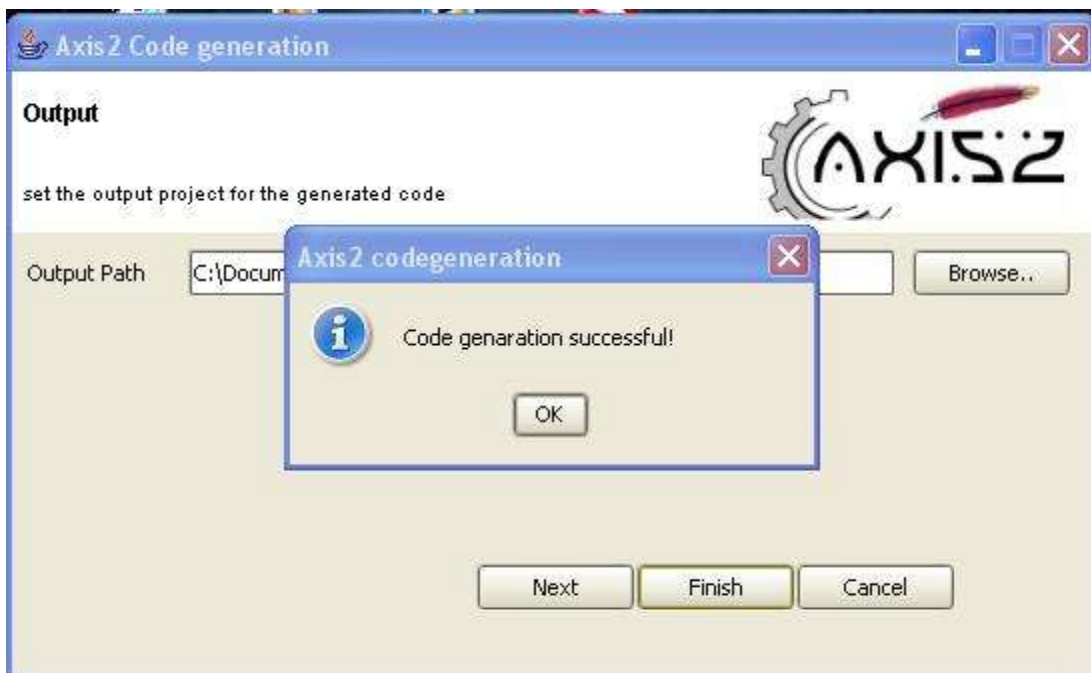 Axis2 Code generation
Output
AXIS2
set the output project for the generated code
Output Path
C:\Docum
Browse..
Axis2 codegeneration
Code genaration successful!
OK
Next
Finish
Cancel